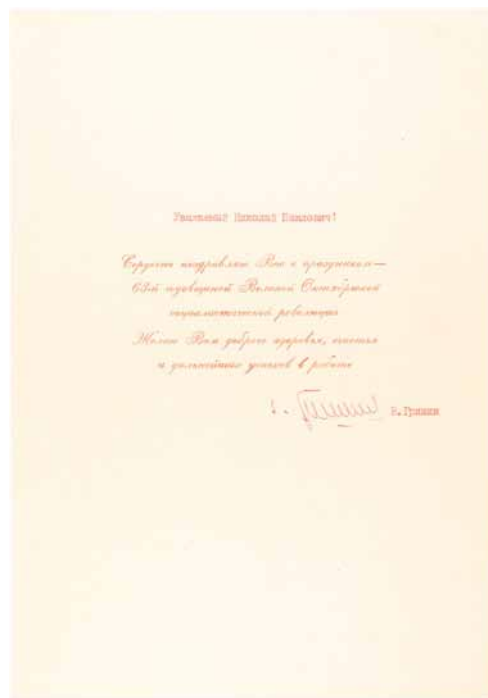 Уважаемый Николай Павлович!
Сердечно поздравляю Вас с праздником —
63-й годовщиной Великой Октябрьской
социалистической революции
Желаю Вам доброго здоровья, счастья
и дальнейших успехов в работе
В.Гришин